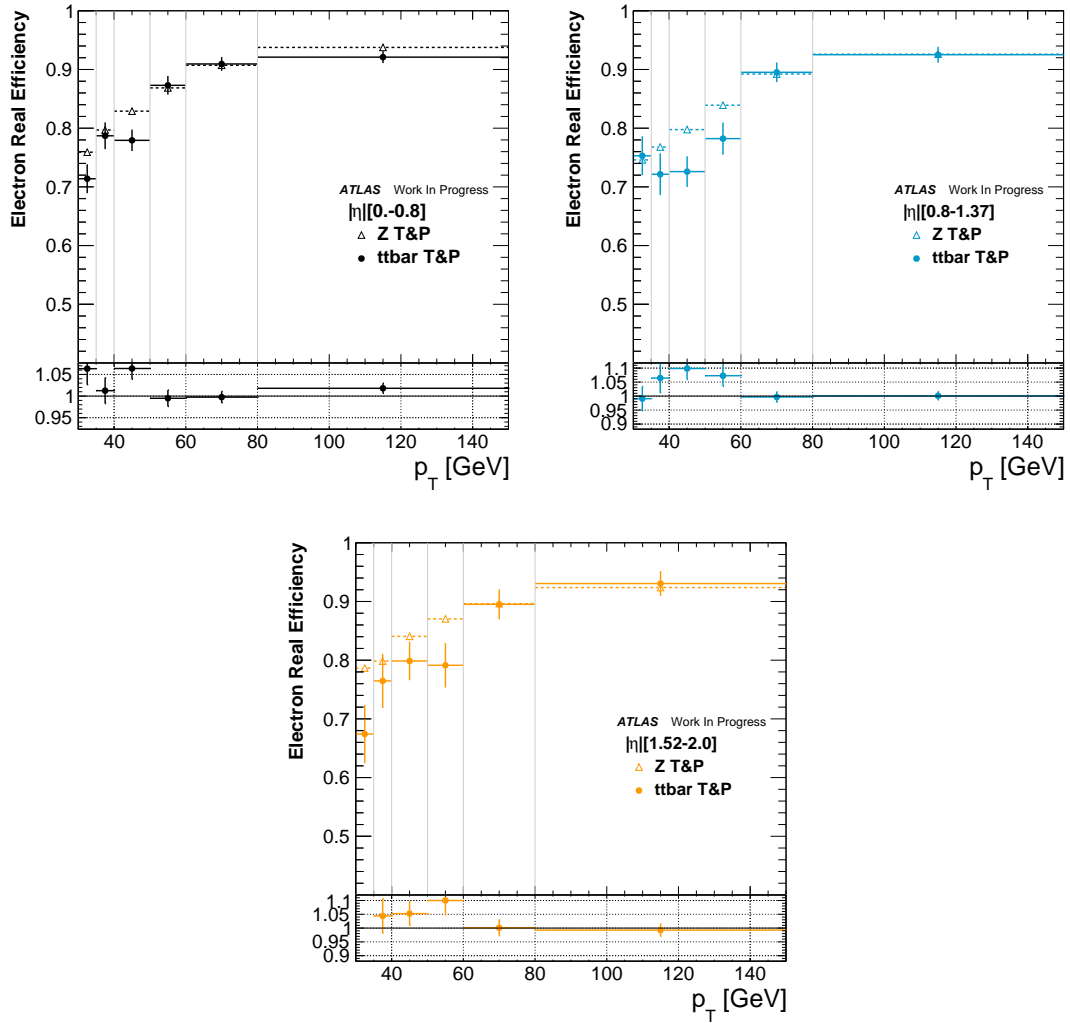 Electron Real Efficiency
1
0.9
0.8
0.7
0.6
0.5
ATLAS Work In Progress
|η|[0.-0.8]
Z T&P
ttbar T&P
1.05
1
0.95
40 60 80 100 120 140
p_T [GeV]
Electron Real Efficiency
1
0.9
0.8
0.7
0.6
0.5
ATLAS Work In Progress
|η|[0.8-1.37]
Z T&P
ttbar T&P
1.1
1.05
1
0.95
0.9
40 60 80 100 120 140
p_T [GeV]
Electron Real Efficiency
1
0.9
0.8
0.7
0.6
0.5
ATLAS Work In Progress
|η|[1.52-2.0]
Z T&P
ttbar T&P
1.1
1.05
1
0.95
0.9
40 60 80 100 120 140
p_T [GeV]